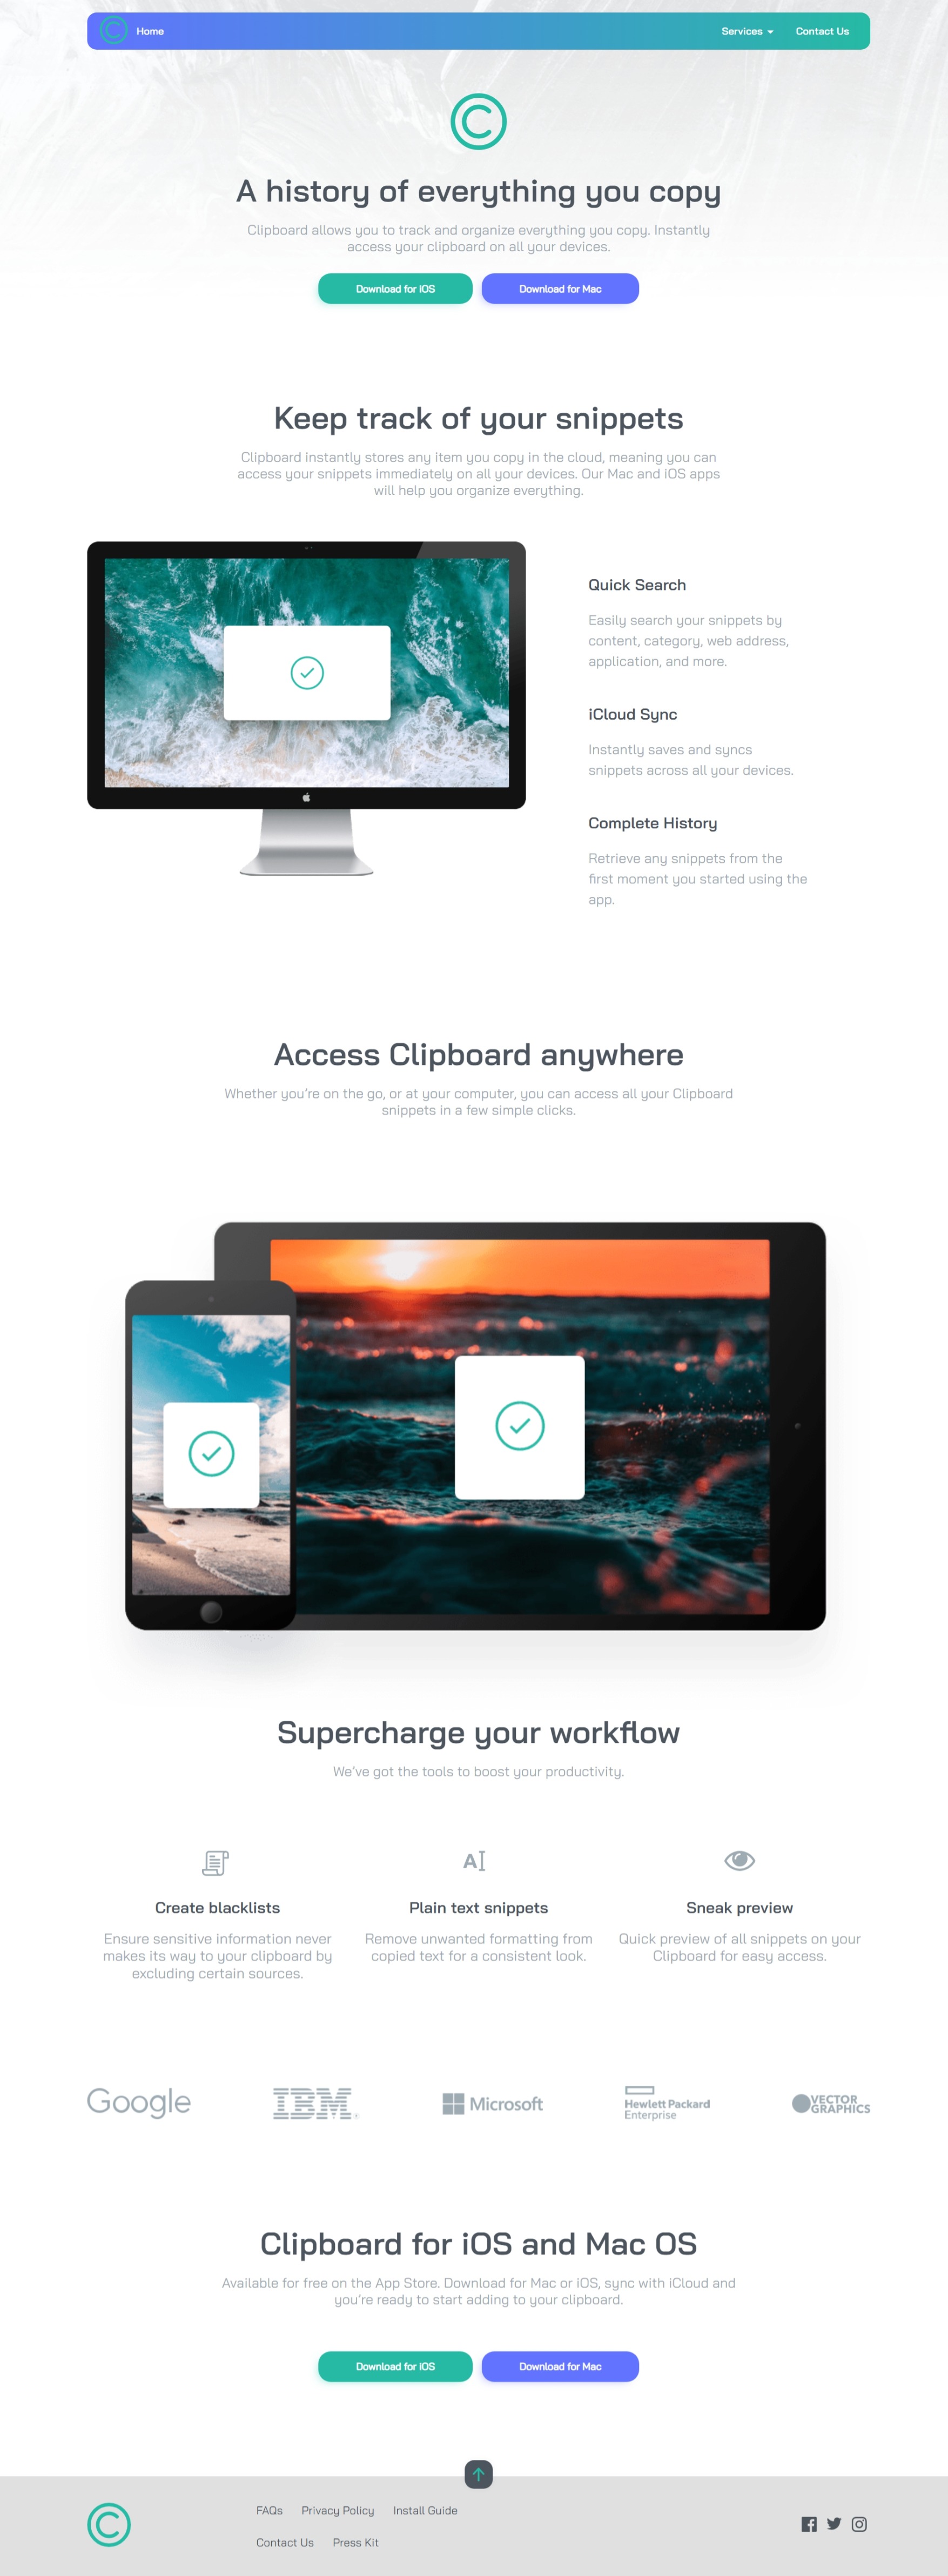 Home
Services
Contact Us
A history of everything you copy
Clipboard allows you to track and organize everything you copy. Instantly
access your clipboard on all your devices.
Download for iOS
Download for Mac
Keep track of your snippets
Clipboard instantly stores any item you copy in the cloud, meaning you can
access your snippets immediately on all your devices. Our Mac and iOS apps
will help you organize everything.
Quick Search
Easily search your snippets by
content, category, web address,
application, and more.
iCloud Sync
Instantly saves and syncs
snippets across all your devices.
Complete History
Retrieve any snippets from the
first moment you started using the
app.
Access Clipboard anywhere
Whether you’re on the go, or at your computer, you can access all your Clipboard
snippets in a few simple clicks.
Supercharge your workflow
We’ve got the tools to boost your productivity.
Create blacklists
Ensure sensitive information never
makes its way to your clipboard by
excluding certain sources.
Plain text snippets
Remove unwanted formatting from
copied text for a consistent look.
Sneak preview
Quick preview of all snippets on your
Clipboard for easy access.
Google
IBM
Microsoft
Hewlett Packard
Enterprise
VECTOR
GRAPHICS
Clipboard for iOS and Mac OS
Available for free on the App Store. Download for Mac or iOS, sync with iCloud and
you’re ready to start adding to your clipboard.
Download for iOS
Download for Mac
FAQs
Privacy Policy
Install Guide
Contact Us
Press Kit